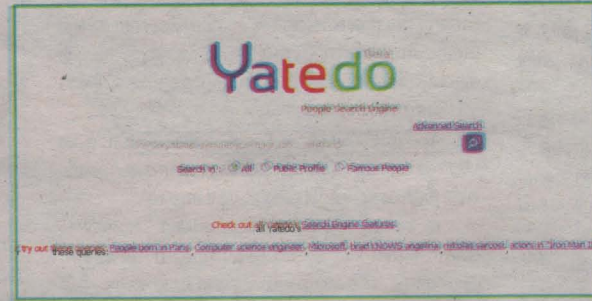 Yatedo
People Search Engine
Advanced Search
Search in : All Public Profile Famous People
Check out all Yatedo's Search Engine features
try out these queries: People born in Paris, Computer science engineer, Microsoft, brad KNOWS angelina, nicolas sarcosi, actors in "Iron Man